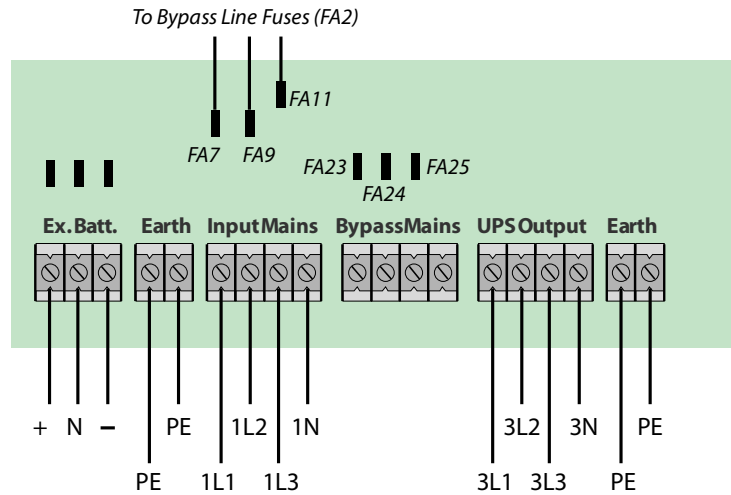 To Bypass Line Fuses (FA2)
FA11
FA7 FA9
FA23 FA25
FA24
Ex. Batt. Earth Input Mains Bypass Mains UPS Output Earth
+ N – PE 1L2 1N 3L2 3N PE
PE 1L1 1L3 3L1 3L3 PE